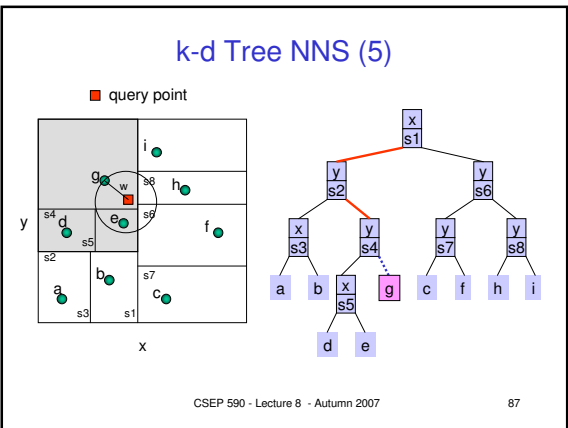 k-d Tree NNS (5)
query point
i
g
w
s8
h
s4
d
e
s6
f
y
s5
s2
b
s7
a
c
s3
s1
x
x
s1
y
s2
y
s6
x
s3
y
s4
y
s7
y
s8
a
b
x
s5
g
c
f
h
i
d
e
CSEP 590 - Lecture 8 - Autumn 2007
87